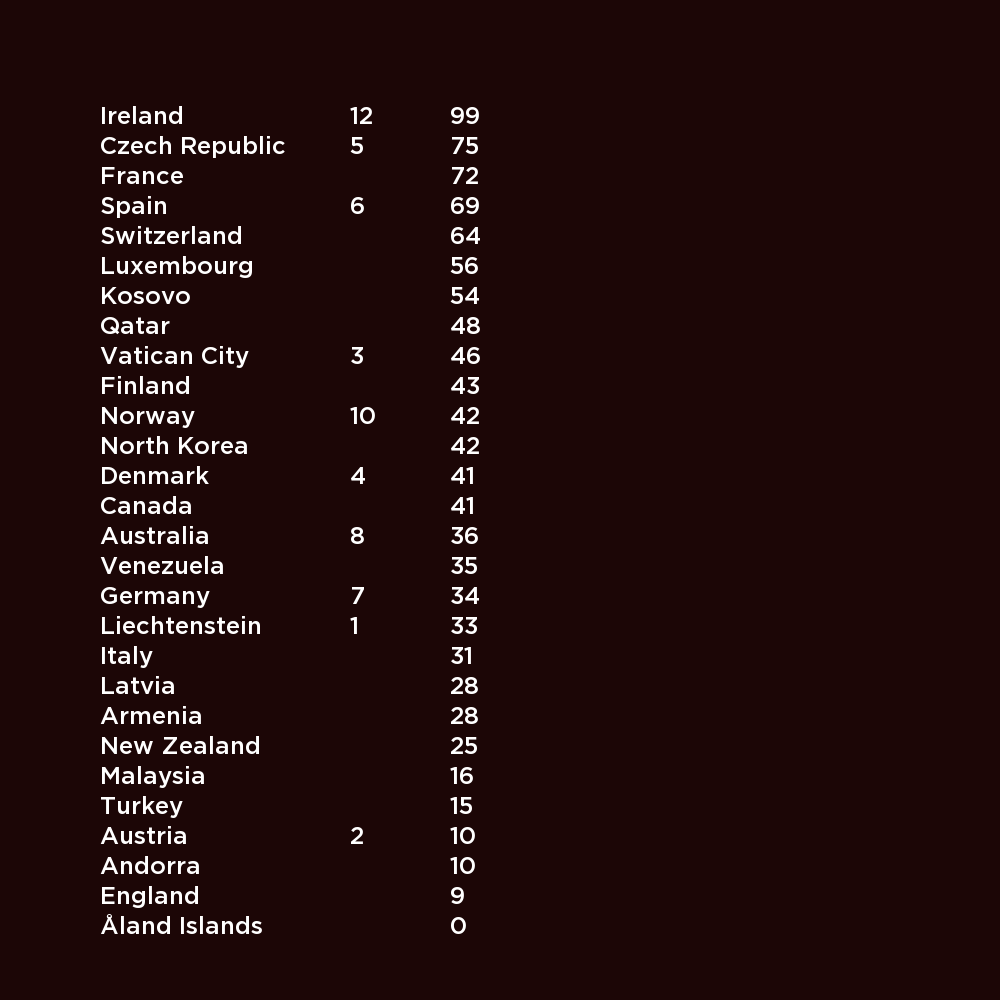 Ireland 12 99
Czech Republic 5 75
France 72
Spain 6 69
Switzerland 64
Luxembourg 56
Kosovo 54
Qatar 48
Vatican City 3 46
Finland 43
Norway 10 42
North Korea 42
Denmark 4 41
Canada 41
Australia 8 36
Venezuela 35
Germany 7 34
Liechtenstein 1 33
Italy 31
Latvia 28
Armenia 28
New Zealand 25
Malaysia 16
Turkey 15
Austria 2 10
Andorra 10
England 9
Åland Islands 0